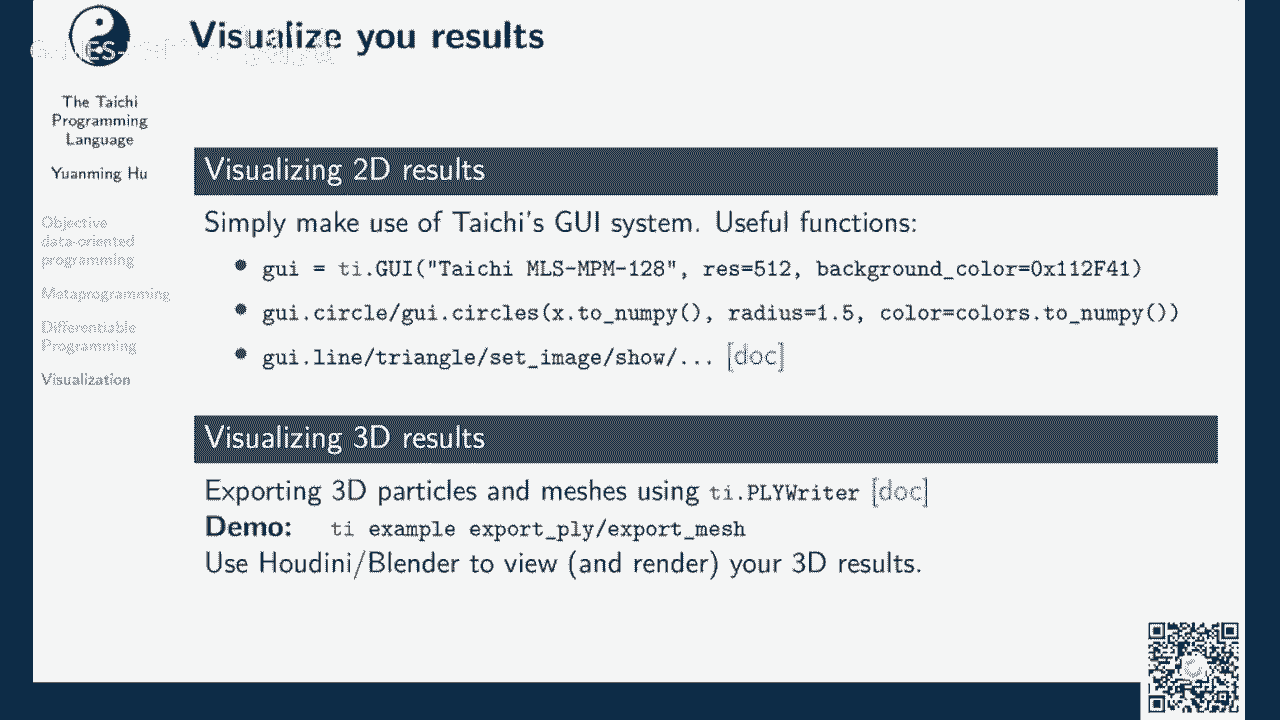 Visualize you results
The Taichi
Programming
Language
Yuanming Hu
Objective
data-oriented
programming
Metaprogramming
Differentiable
Programming
Visualization
Visualizing 2D results
Simply make use of Taichi's GUI system. Useful functions:
• gui = ti.GUI("Taichi MLS-MPM-128", res=512, background_color=0x112F41)
• gui.circle/gui.circles(x.to_numpy(), radius=1.5, color=colors.to_numpy())
• gui.line/triangle/set_image/show/... [doc]
Visualizing 3D results
Exporting 3D particles and meshes using ti.PLYWriter [doc]
Demo: ti example export_ply/export_mesh
Use Houdini/Blender to view (and render) your 3D results.